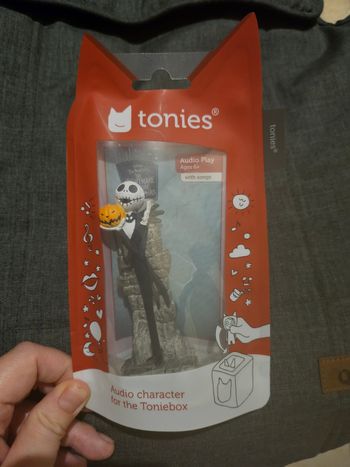 tonies®
Audio Play
Ages 6+
with songs
tonies®
Audio character
for the Toniebox